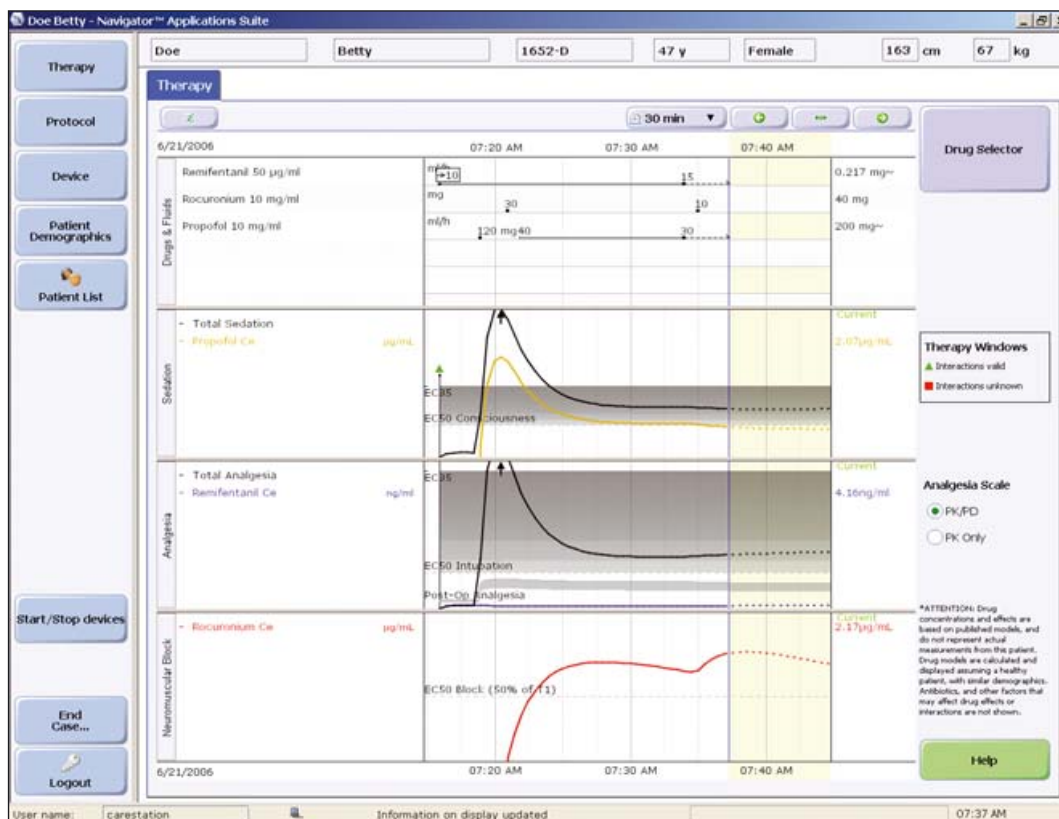 Doe Betty - Navigator™ Applications Suite
Doe Betty 1652-D 47 y Female 163 cm 67 kg
Therapy
Protocol
Device
Patient
Demographics
Patient List
Start/Stop devices
End
Case...
Logout
Therapy
30 min
Drug Selector
6/21/2006 07:20 AM 07:30 AM 07:40 AM
Drugs & Fluids
Remifentanil 50 µg/ml ml/h 10 15 0.217 mg~
Rocuronium 10 mg/ml mg 30 10 40 mg
Propofol 10 mg/ml ml/h 120 mg 40 30 200 mg~
Sedation
- Total Sedation Current
- Propofol Ce µg/mL 2.07µg/mL
EC95
EC50 Consciousness
Analgesia
- Total Analgesia Current
- Remifentanil Ce ng/ml 4.16ng/ml
EC95
EC50 Intubation
Post-Op Analgesia
Neuromuscular Block
Current
- Rocuronium Ce µg/mL 2.17µg/mL
EC50 Block (50% of T1)
6/21/2006 07:20 AM 07:30 AM 07:40 AM
Therapy Windows
Interactions valid
Interactions unknown
Analgesia Scale
PK/PD
PK Only
*ATTENTION: Drug
concentrations and effects are
based on published models, and
do not represent actual
measurements from this patient.
Drug models are calculated and
displayed assuming a healthy
patient, with similar demographics.
Antibiotics, and other factors that
may affect drug effects or
interactions are not shown.
Help
User name: carestation Information on display updated 07:37 AM